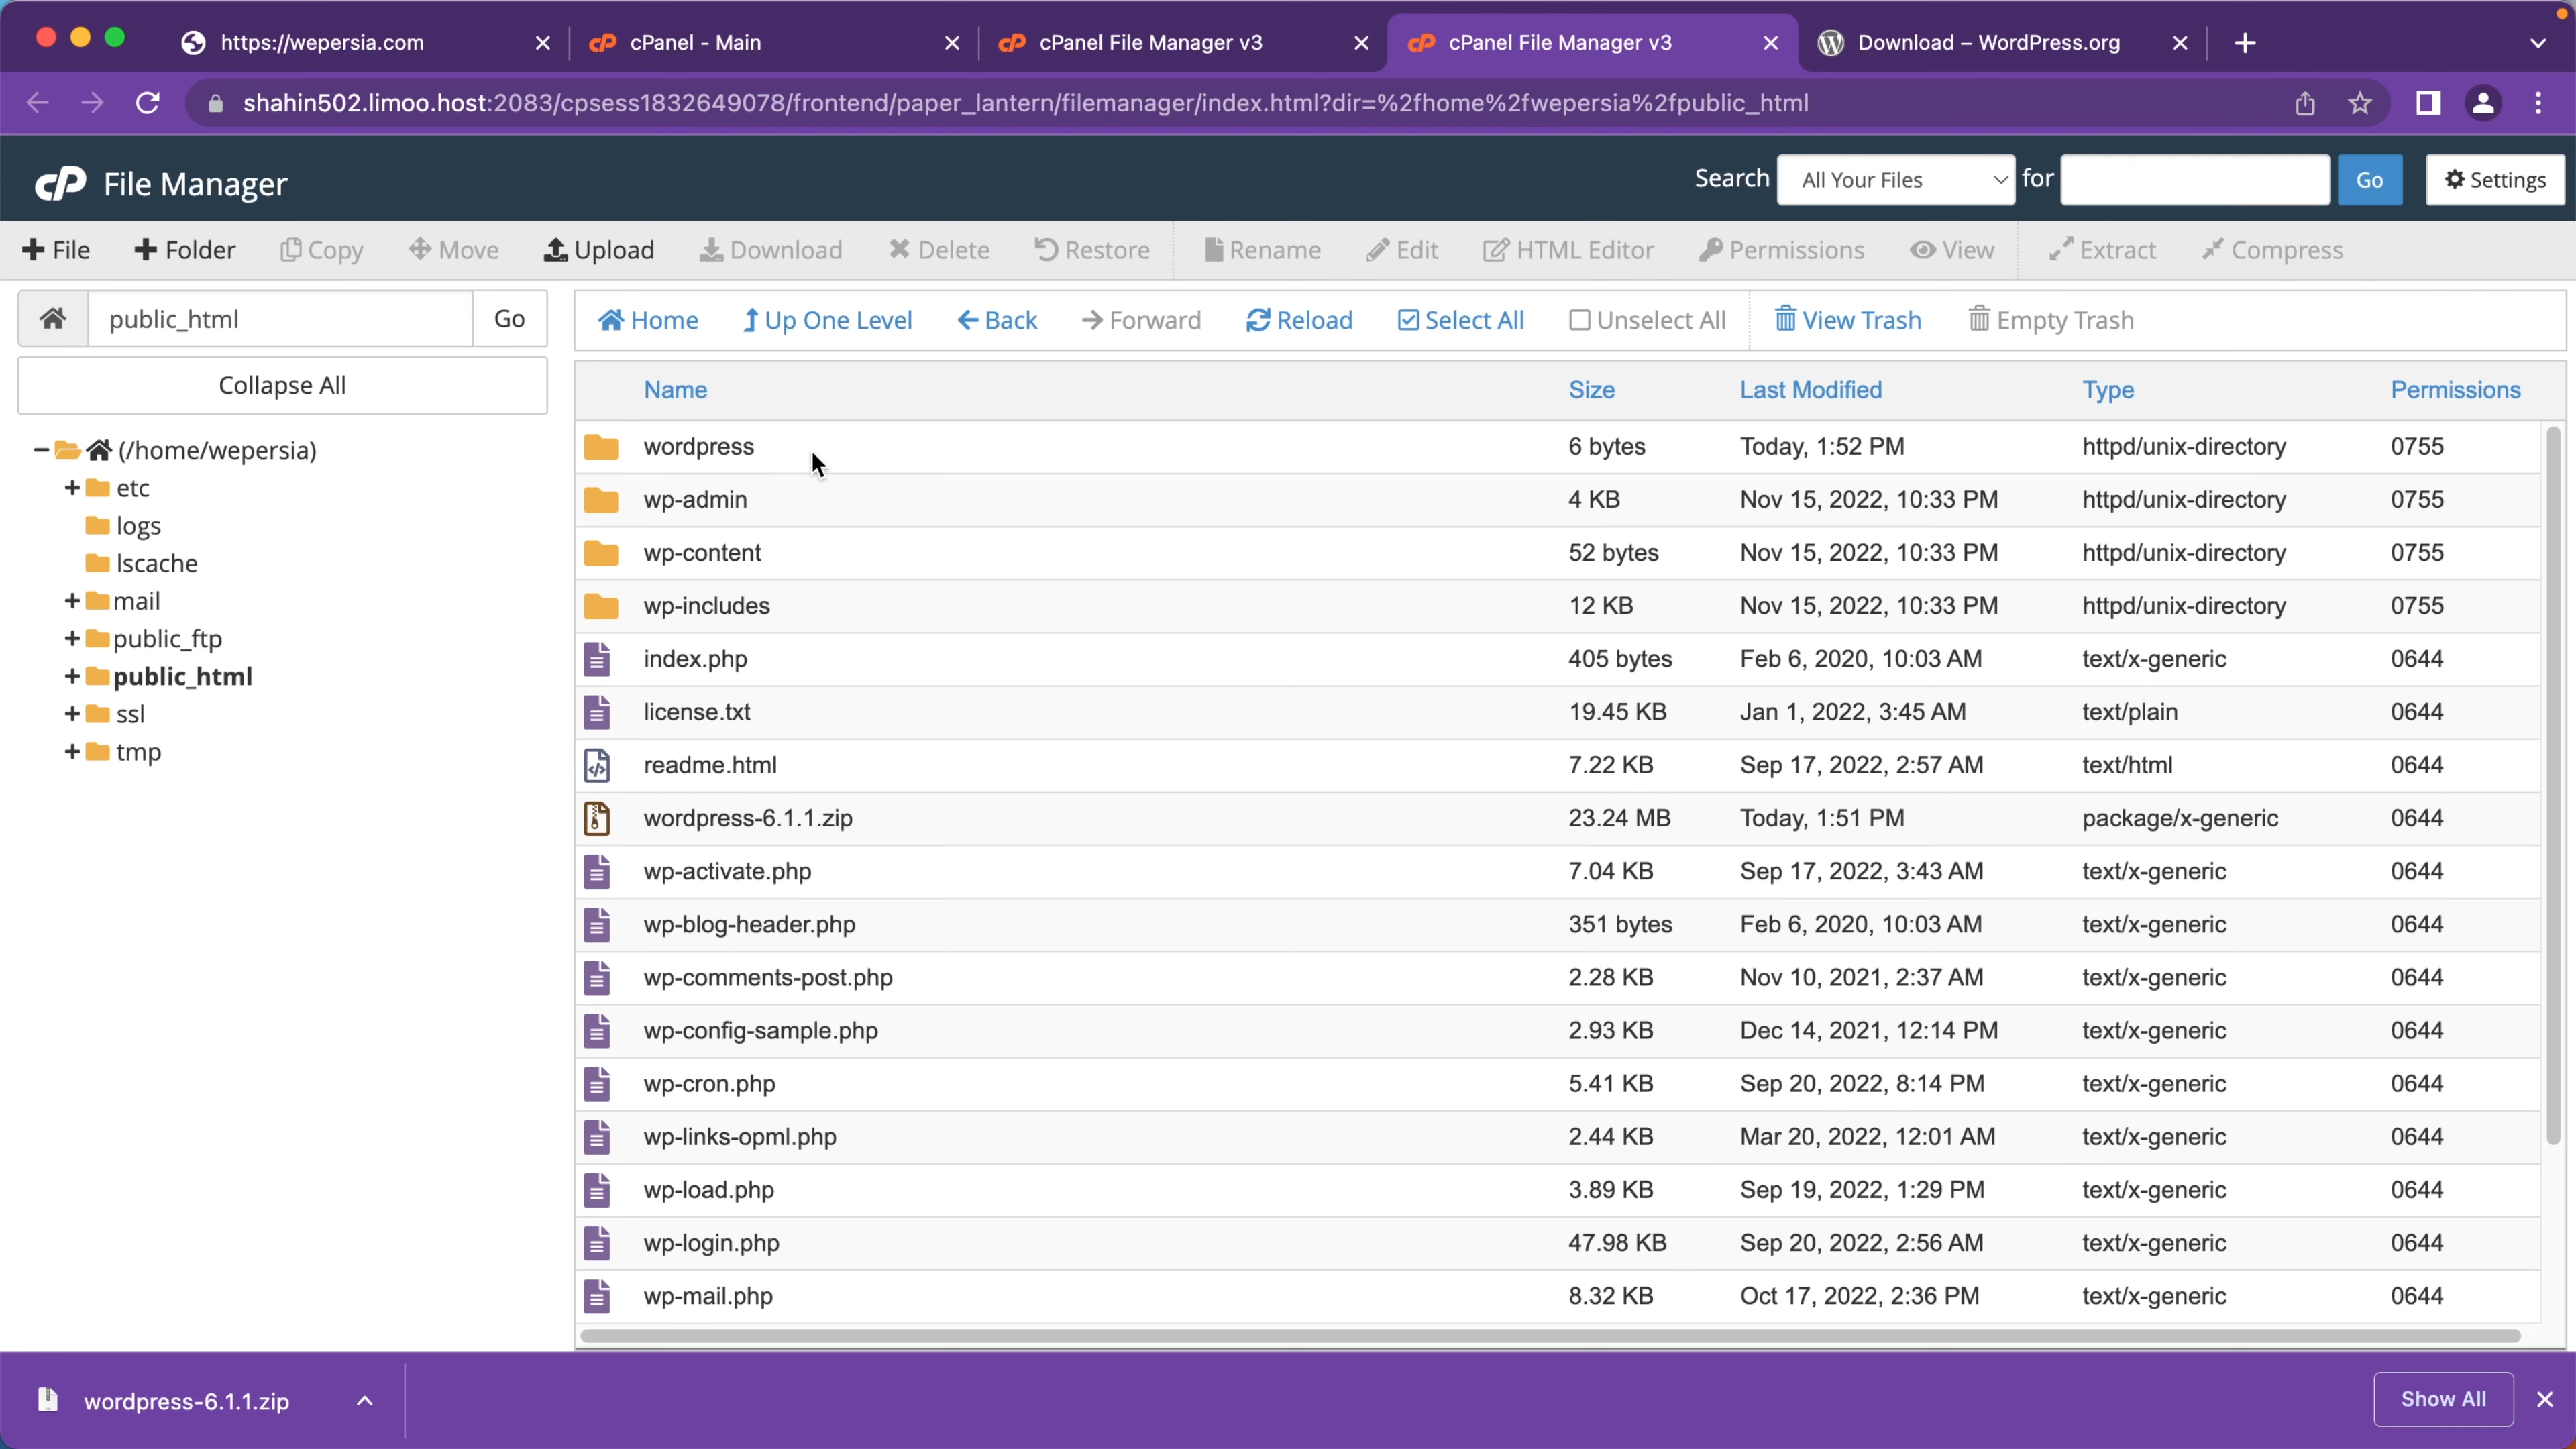 https://wepersia.com
cPanel - Main
cPanel File Manager v3
cPanel File Manager v3
Download – WordPress.org
shahin502.limoo.host:2083/cpsess1832649078/frontend/paper_lantern/filemanager/index.html?dir=%2fhome%2fwepersia%2fpublic_html
cP File Manager
Search All Your Files for Go Settings
File Folder Copy Move Upload Download Delete Restore Rename Edit HTML Editor Permissions View Extract Compress
public_html Go
Home Up One Level Back Forward Reload Select All Unselect All View Trash Empty Trash
Collapse All
(/home/wepersia)
etc
logs
lscache
mail
public_ftp
public_html
ssl
tmp
Name Size Last Modified Type Permissions
wordpress 6 bytes Today, 1:52 PM httpd/unix-directory 0755
wp-admin 4 KB Nov 15, 2022, 10:33 PM httpd/unix-directory 0755
wp-content 52 bytes Nov 15, 2022, 10:33 PM httpd/unix-directory 0755
wp-includes 12 KB Nov 15, 2022, 10:33 PM httpd/unix-directory 0755
index.php 405 bytes Feb 6, 2020, 10:03 AM text/x-generic 0644
license.txt 19.45 KB Jan 1, 2022, 3:45 AM text/plain 0644
readme.html 7.22 KB Sep 17, 2022, 2:57 AM text/html 0644
wordpress-6.1.1.zip 23.24 MB Today, 1:51 PM package/x-generic 0644
wp-activate.php 7.04 KB Sep 17, 2022, 3:43 AM text/x-generic 0644
wp-blog-header.php 351 bytes Feb 6, 2020, 10:03 AM text/x-generic 0644
wp-comments-post.php 2.28 KB Nov 10, 2021, 2:37 AM text/x-generic 0644
wp-config-sample.php 2.93 KB Dec 14, 2021, 12:14 PM text/x-generic 0644
wp-cron.php 5.41 KB Sep 20, 2022, 8:14 PM text/x-generic 0644
wp-links-opml.php 2.44 KB Mar 20, 2022, 12:01 AM text/x-generic 0644
wp-load.php 3.89 KB Sep 19, 2022, 1:29 PM text/x-generic 0644
wp-login.php 47.98 KB Sep 20, 2022, 2:56 AM text/x-generic 0644
wp-mail.php 8.32 KB Oct 17, 2022, 2:36 PM text/x-generic 0644
wordpress-6.1.1.zip
Show All